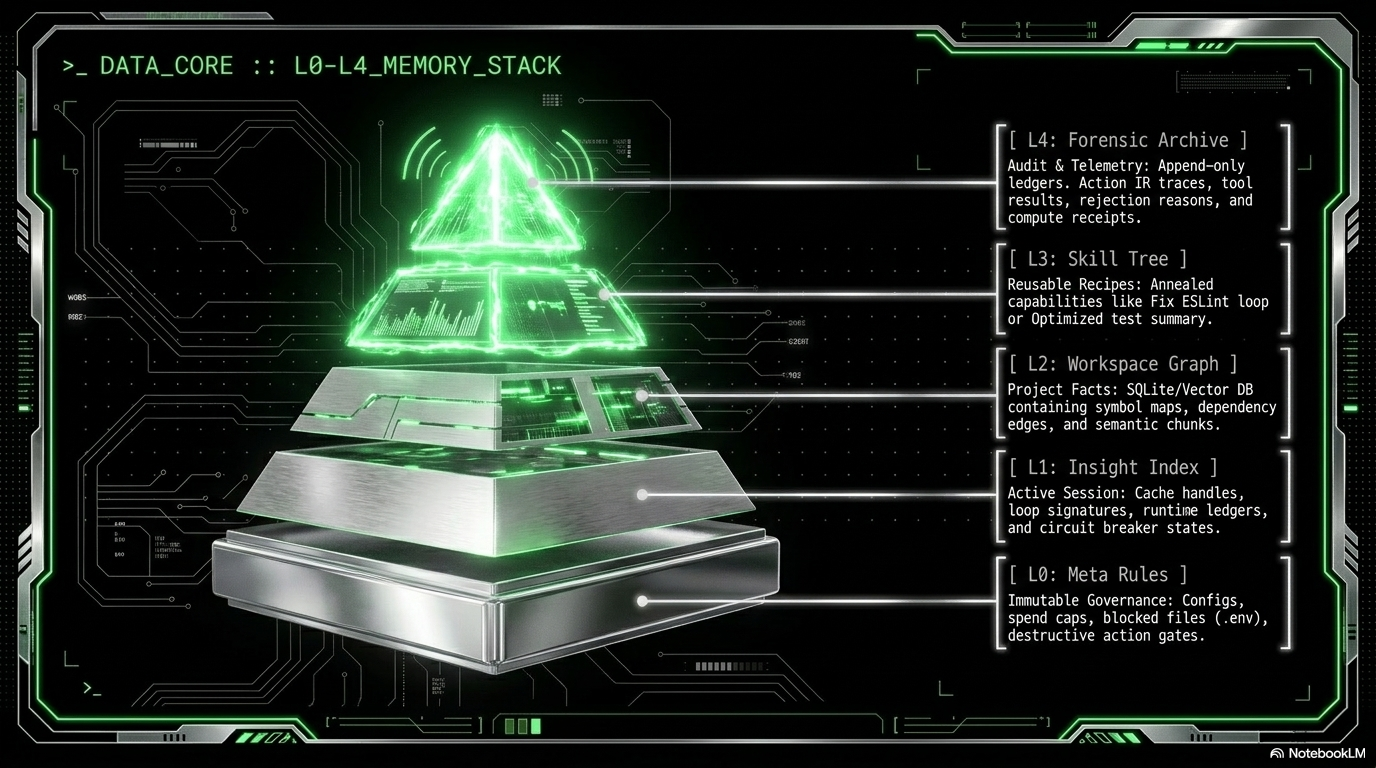 >_ DATA_CORE :: L0-L4_MEMORY_STACK
[ L4: Forensic Archive ]
Audit & Telemetry: Append-only
ledgers. Action IR traces, tool
results, rejection reasons, and
compute receipts.
[ L3: Skill Tree ]
Reusable Recipes: Annealed
capabilities like Fix ESLint loop
or Optimized test summary.
[ L2: Workspace Graph ]
Project Facts: SQLite/Vector DB
containing symbol maps, dependency
edges, and semantic chunks.
[ L1: Insight Index ]
Active Session: Cache handles,
loop signatures, runtime ledgers,
and circuit breaker states.
[ L0: Meta Rules ]
Immutable Governance: Configs,
spend caps, blocked files (.env),
destructive action gates.
>_
NotebookLM